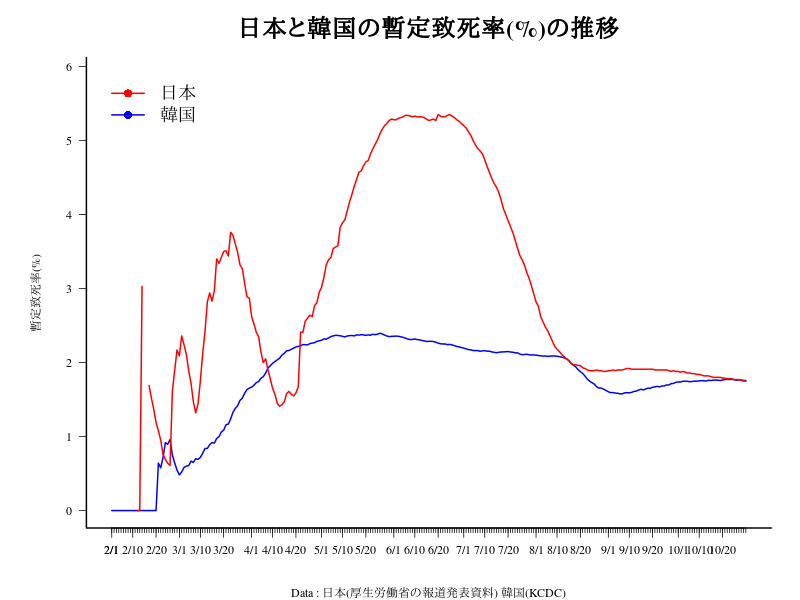 日本と韓国の暫定致死率(%)の推移
6
日本
韓国
5
4
暫定致死率(%)
3
2
1
0
2/1 2/10 2/20 3/1 3/10 3/20 4/1 4/10 4/20 5/1 5/10 5/20 6/1 6/10 6/20 7/1 7/10 7/20 8/1 8/10 8/20 9/1 9/10 9/20 10/1 10/10 10/20
Data : 日本(厚生労働省の報道発表資料) 韓国(KCDC)